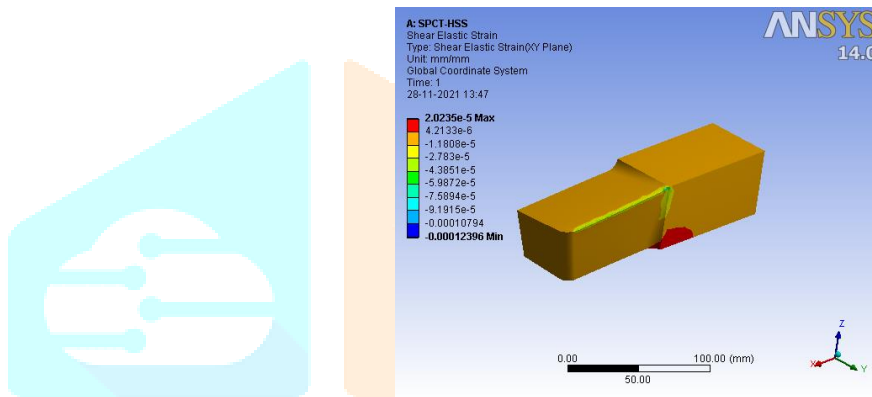 A: SPCT-HSS
Shear Elastic Strain
Type: Shear Elastic Strain(XY Plane)
Unit: mm/mm
Global Coordinate System
Time: 1
28-11-2021 13:47
2.0235e-5 Max
4.2133e-6
-1.1808e-5
-2.783e-5
-4.3851e-5
-5.9872e-5
-7.5894e-5
-9.1915e-5
-0.00010794
-0.00012396 Min
ANSYS
14.0
0.00
100.00 (mm)
50.00
Z
X
Y